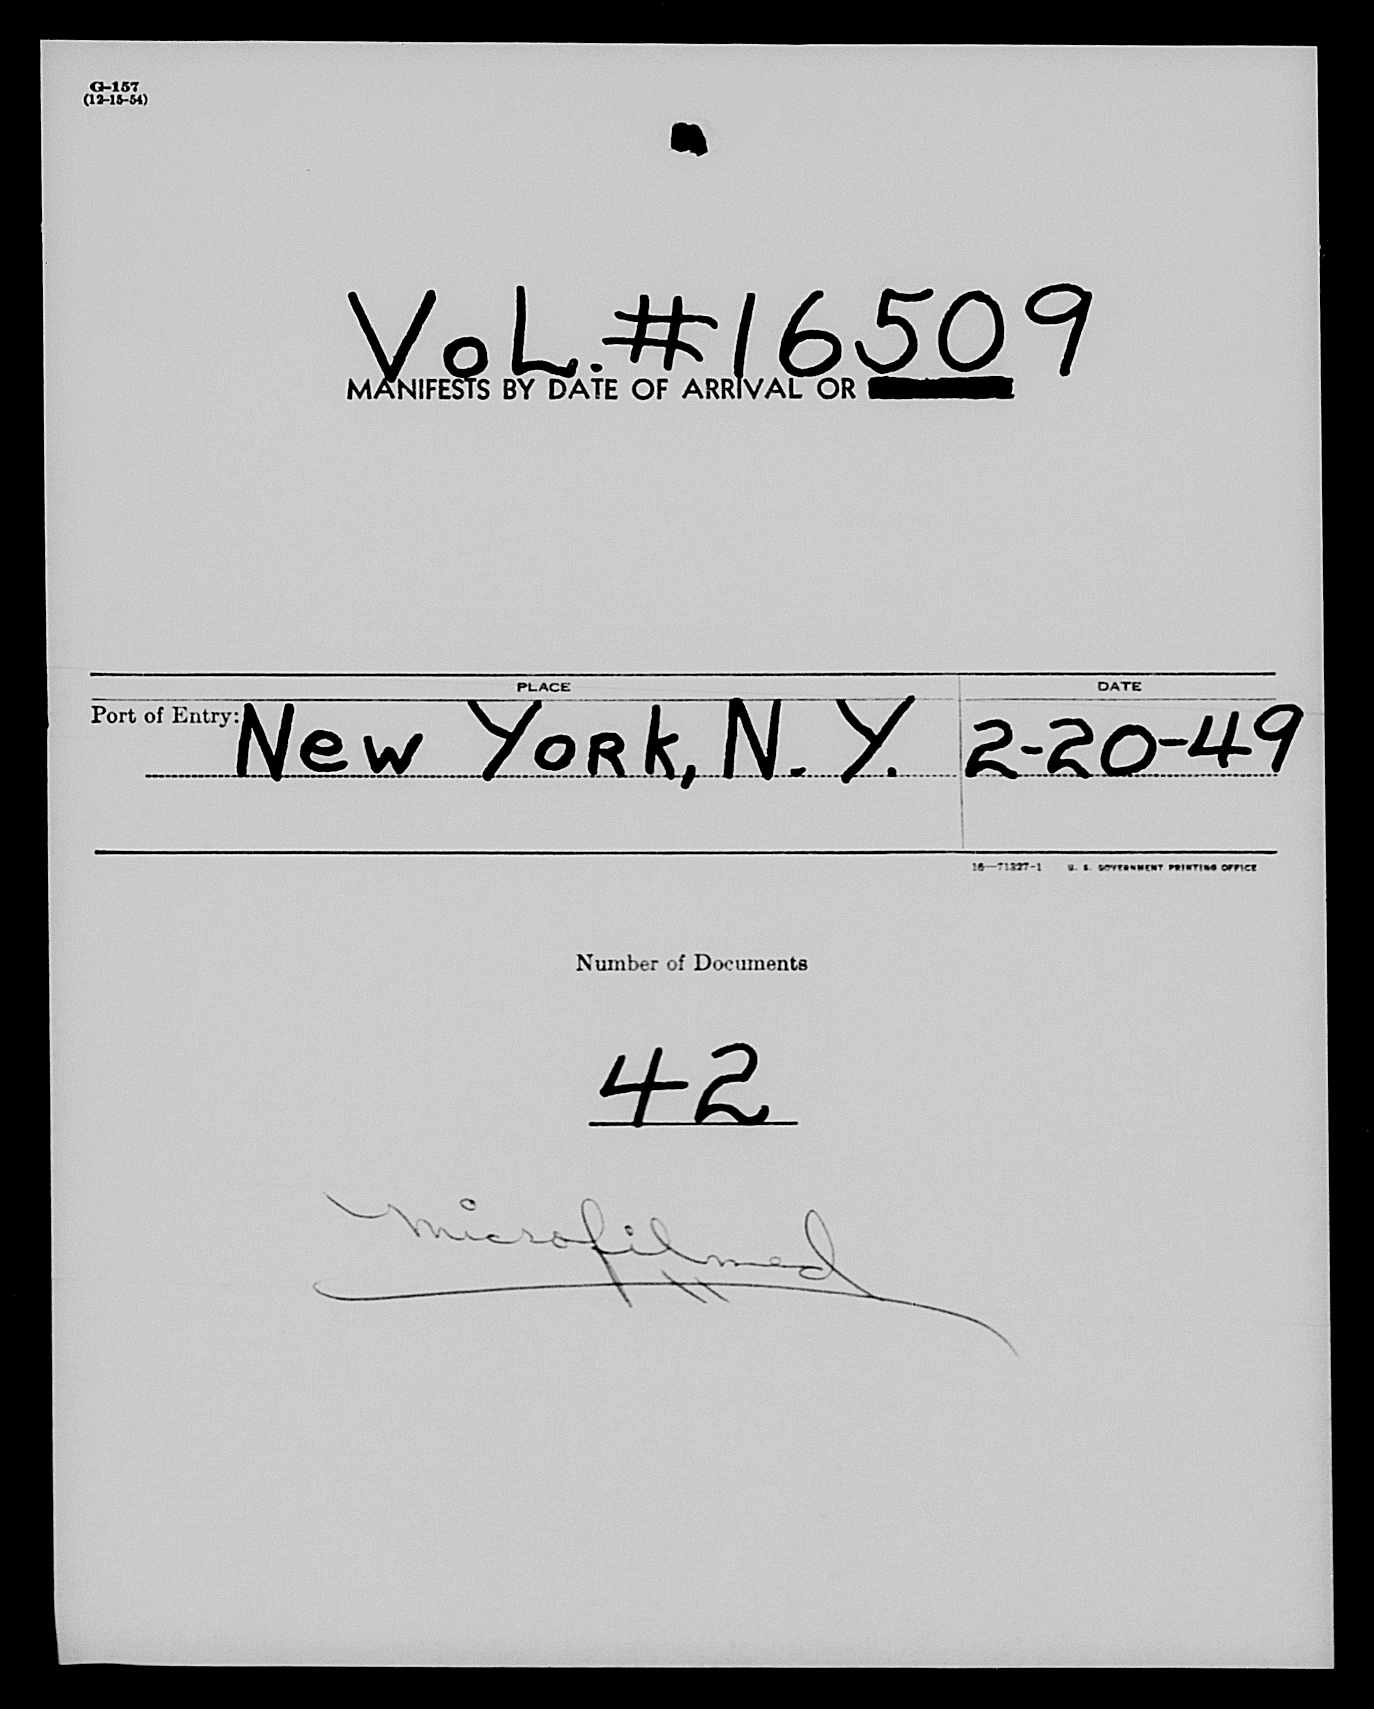 G-157
(12-15-54)
VoL. #16509
MANIFESTS BY DATE OF ARRIVAL OR
PLACE DATE
Port of Entry: New York, N.Y. 2-20-49
16—71327-1 U. S. GOVERNMENT PRINTING OFFICE
Number of Documents
42
Microfilmed